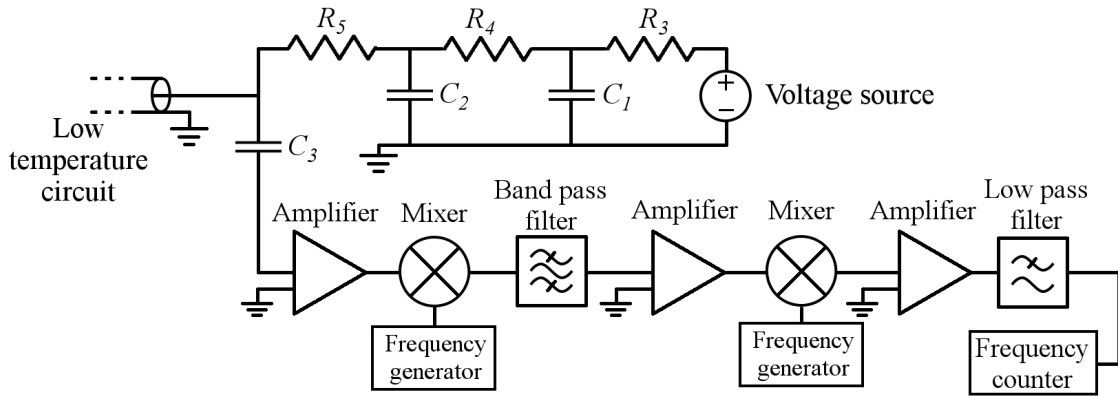 R5
R4
R3
C2
C1
+
−
Voltage source
Low
temperature
circuit
C3
Amplifier
Mixer
Band pass
filter
Amplifier
Mixer
Amplifier
Low pass
filter
Frequency
generator
Frequency
generator
Frequency
counter